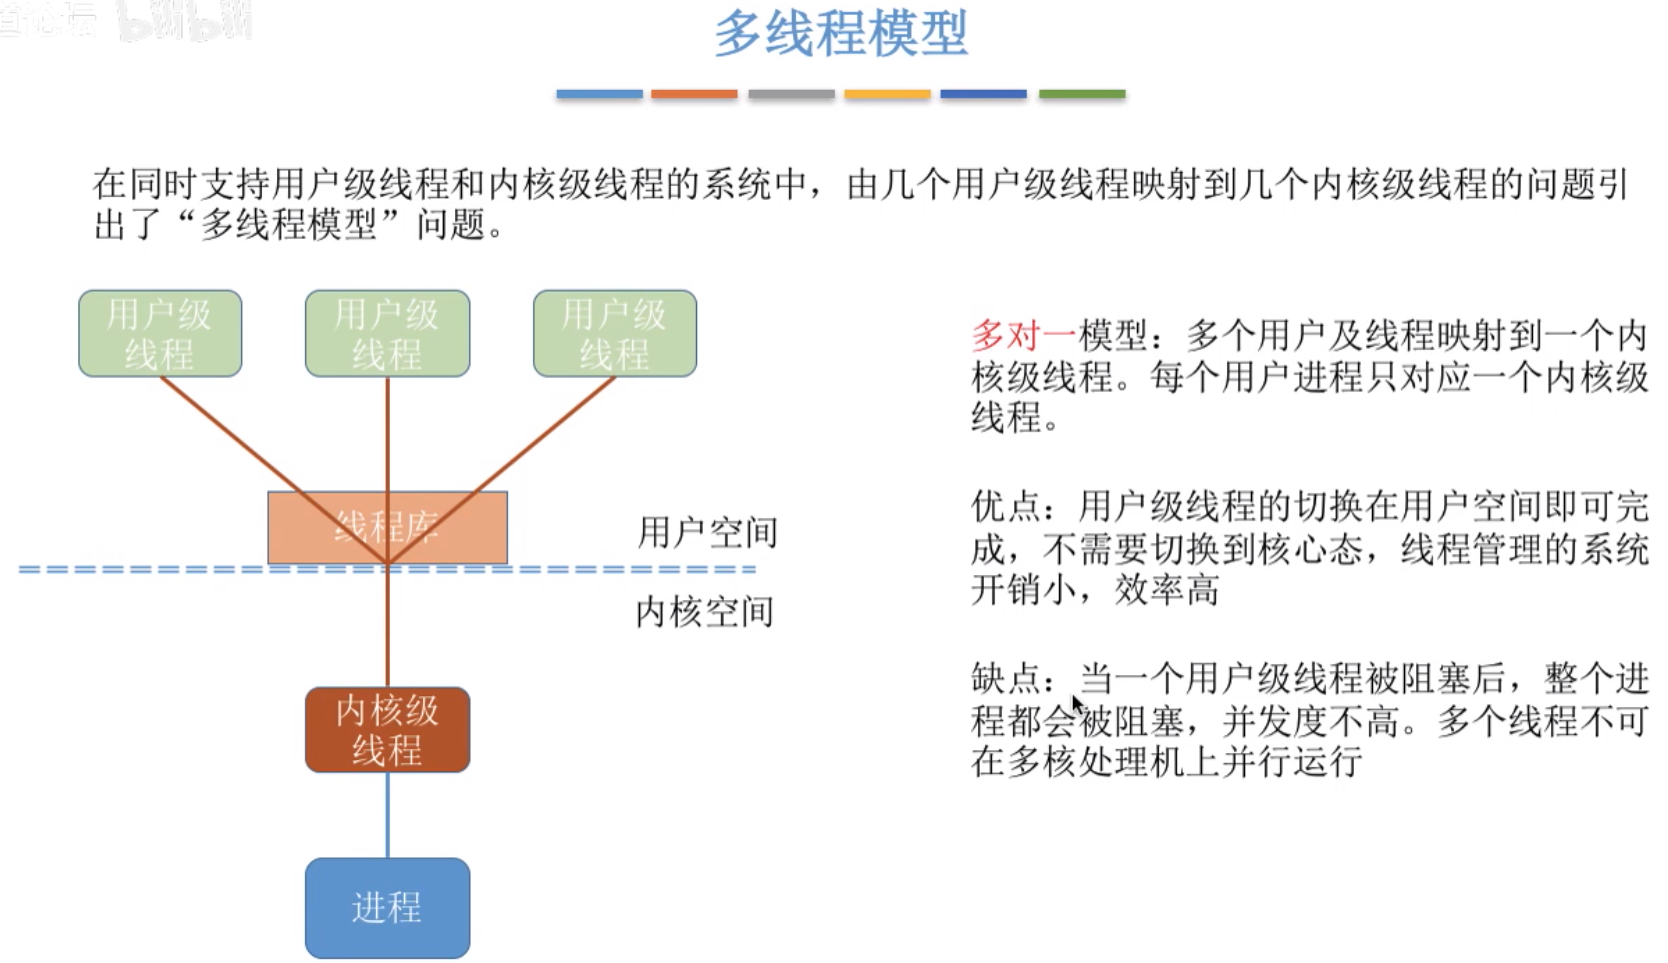 道论坛 bilibili
多线程模型
在同时支持用户级线程和内核级线程的系统中，由几个用户级线程映射到几个内核级线程的问题引
出了“多线程模型”问题。
用户级
线程
用户级
线程
用户级
线程
线程库
用户空间
内核空间
内核级
线程
进程
多对一模型：多个用户及线程映射到一个内
核级线程。每个用户进程只对应一个内核级
线程。
优点：用户级线程的切换在用户空间即可完
成，不需要切换到核心态，线程管理的系统
开销小，效率高
缺点：当一个用户级线程被阻塞后，整个进
程都会被阻塞，并发度不高。多个线程不可
在多核处理机上并行运行